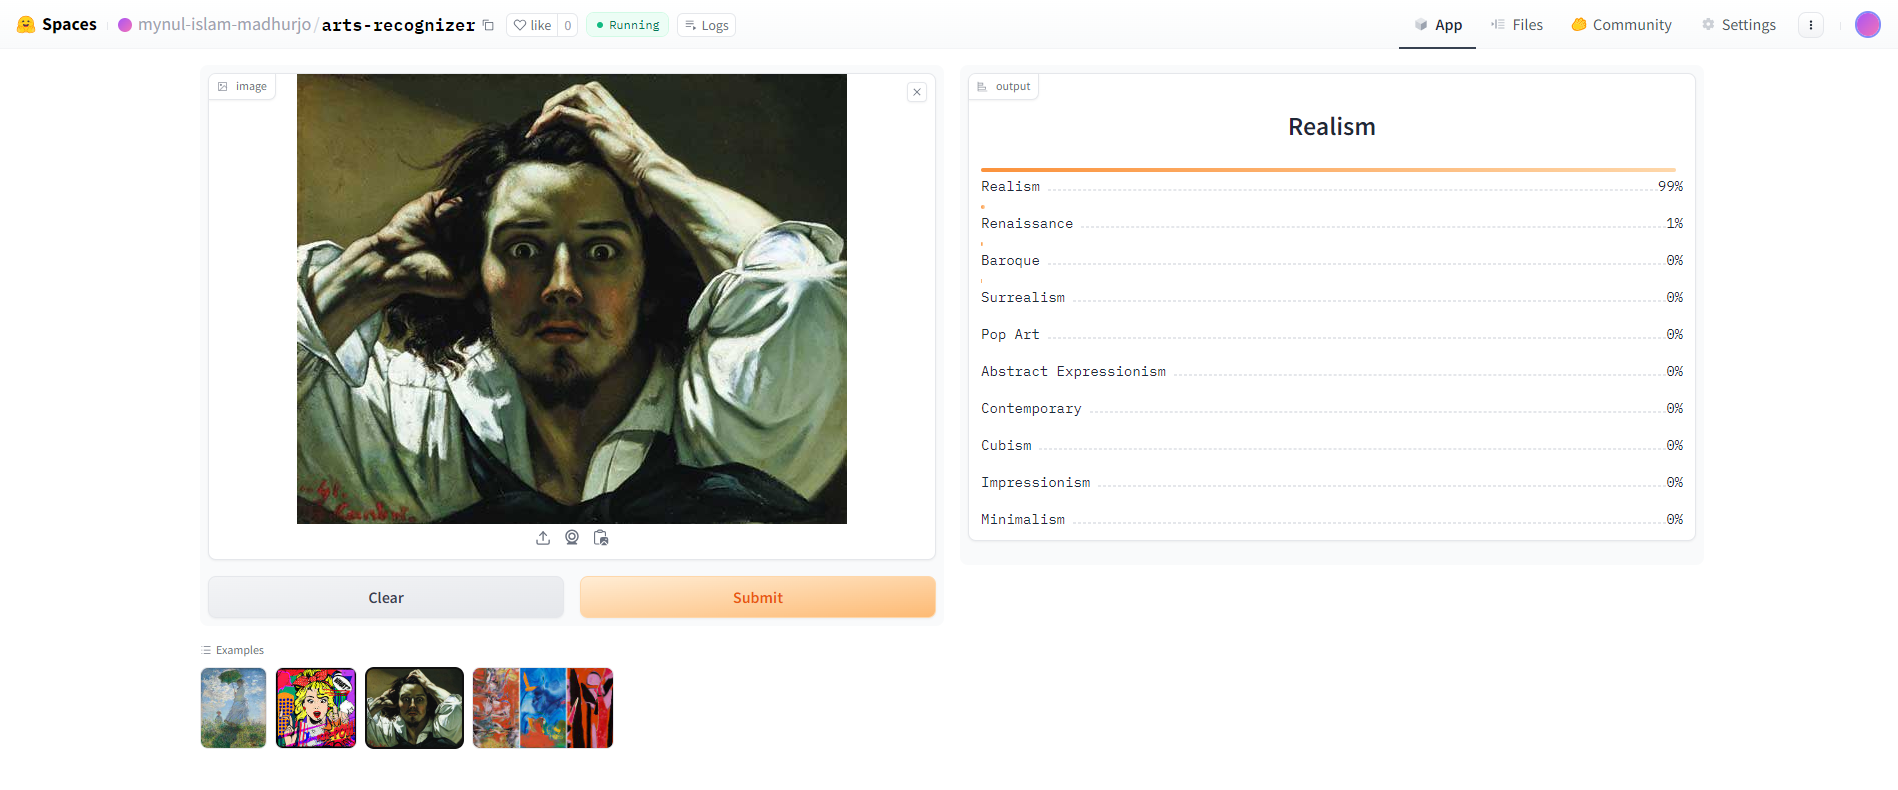 Spaces mynul-islam-madhurjo/arts-recognizer like 0 Running Logs App Files Community Settings
image
output
Realism
Realism 99%
Renaissance 1%
Baroque 0%
Surrealism 0%
Pop Art 0%
Abstract Expressionism 0%
Contemporary 0%
Cubism 0%
Impressionism 0%
Minimalism 0%
Clear Submit
Examples